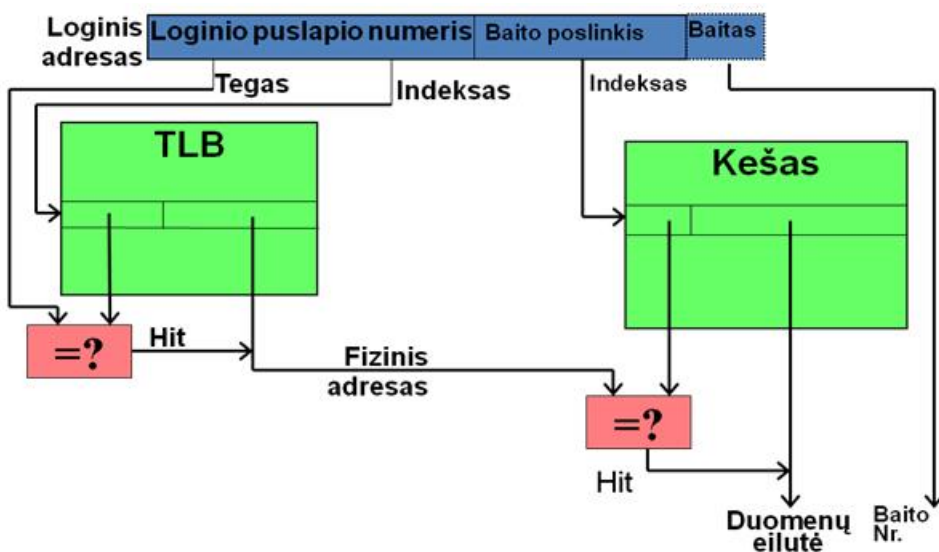 Loginis
adresas
Loginio puslapio numeris
Baito poslinkis
Baitas
Tegas
Indeksas
Indeksas
TLB
Kešas
=?
Hit
Fizinis
adresas
=?
Hit
Duomenų
eilutė
Baito
Nr.